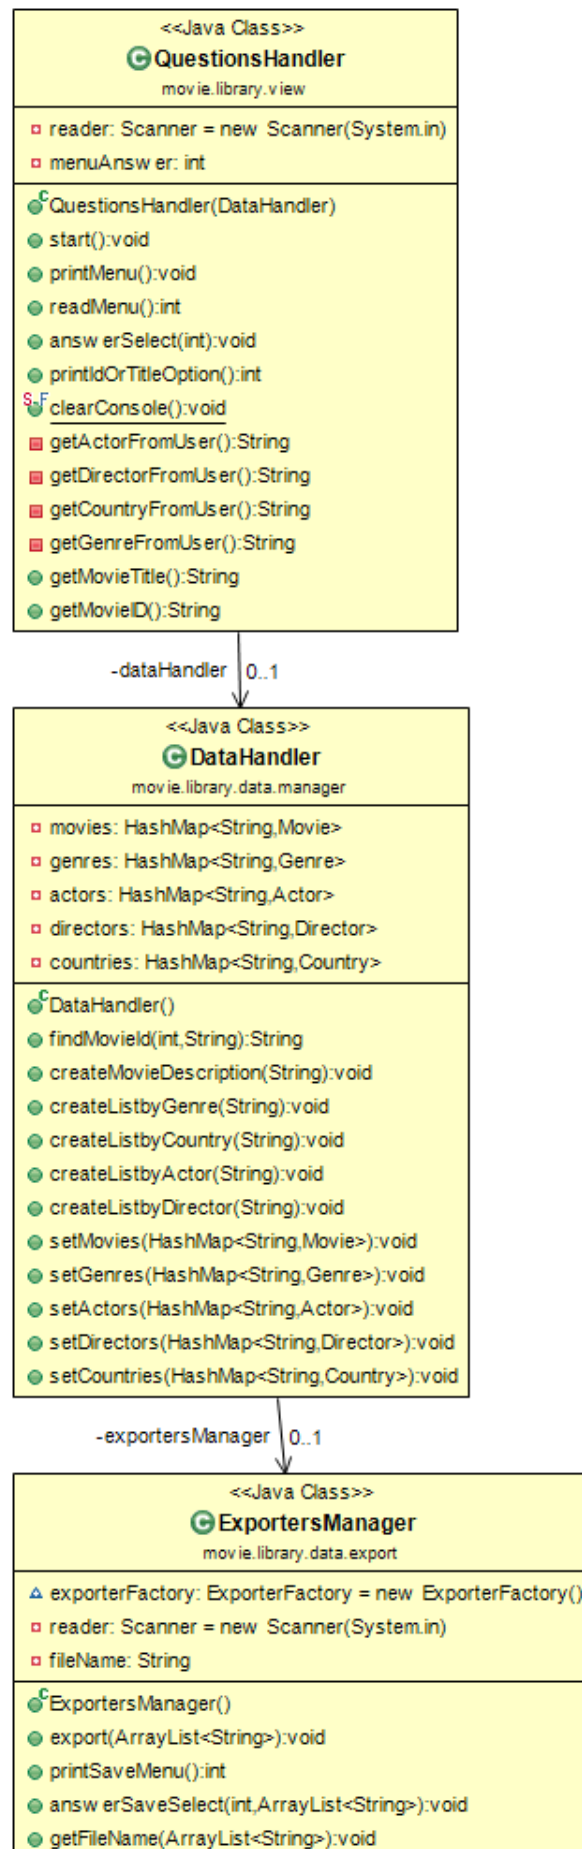 <<Java Class>>
QuestionsHandler
movie.library.view
reader: Scanner = new Scanner(System.in)
menuAnswer: int
QuestionsHandler(DataHandler)
start():void
printMenu():void
readMenu():int
answerSelect(int):void
printIdOrTitleOption():int
clearConsole():void
getActorFromUser():String
getDirectorFromUser():String
getCountryFromUser():String
getGenreFromUser():String
getMovieTitle():String
getMovieID():String
-dataHandler 0..1
<<Java Class>>
DataHandler
movie.library.data.manager
movies: HashMap<String,Movie>
genres: HashMap<String,Genre>
actors: HashMap<String,Actor>
directors: HashMap<String,Director>
countries: HashMap<String,Country>
DataHandler()
findMovieId(int,String):String
createMovieDescription(String):void
createListbyGenre(String):void
createListbyCountry(String):void
createListbyActor(String):void
createListbyDirector(String):void
setMovies(HashMap<String,Movie>):void
setGenres(HashMap<String,Genre>):void
setActors(HashMap<String,Actor>):void
setDirectors(HashMap<String,Director>):void
setCountries(HashMap<String,Country>):void
-exportersManager 0..1
<<Java Class>>
ExportersManager
movie.library.data.export
exporterFactory: ExporterFactory = new ExporterFactory()
reader: Scanner = new Scanner(System.in)
fileName: String
ExportersManager()
export(ArrayList<String>):void
printSaveMenu():int
answerSaveSelect(int,ArrayList<String>):void
getFileName(ArrayList<String>):void